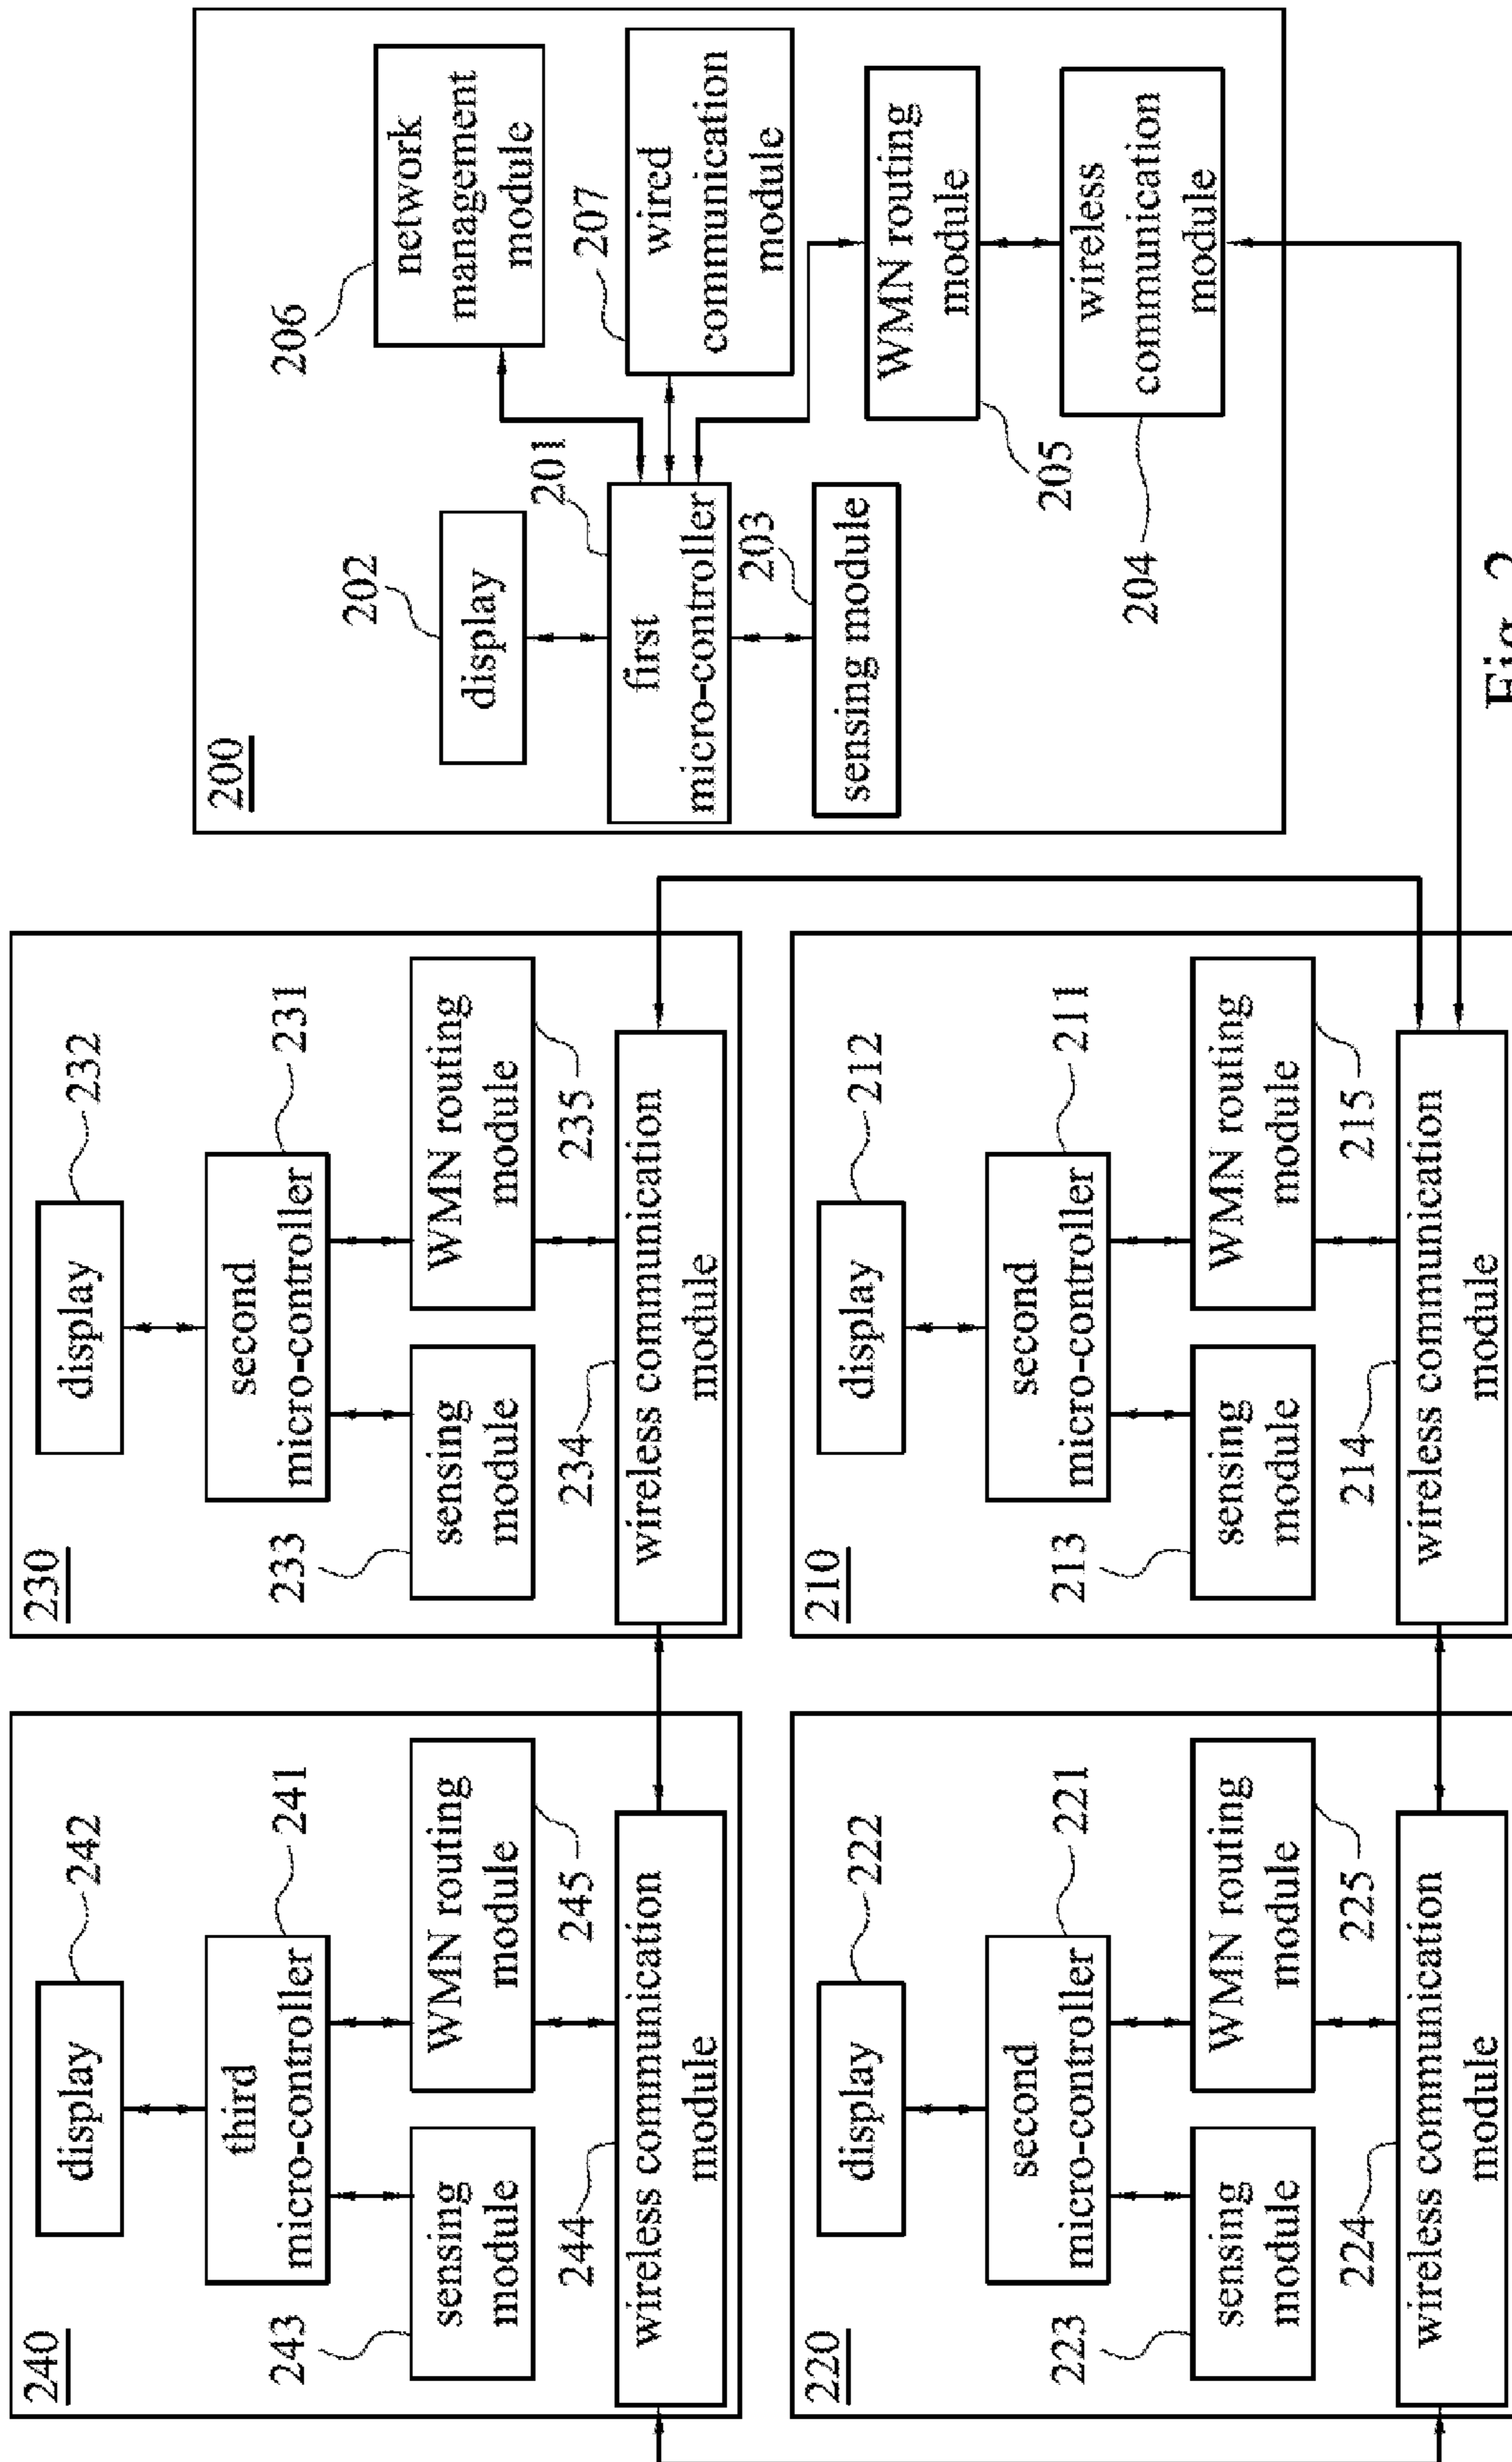 240
display
242
third
micro-controller
241
243
sensing
module
WMN routing
module
245
244
wireless communication
module
230
display
232
second
micro-controller
231
233
sensing
module
WMN routing
module
235
234
wireless communication
module
220
display
222
second
micro-controller
221
223
sensing
module
WMN routing
module
225
224
wireless communication
module
210
display
212
second
micro-controller
211
213
sensing
module
WMN routing
module
215
214
wireless communication
module
200
202
display
201
first
micro-controller
203
sensing module
206
network
management
module
207
wired
communication
module
WMN routing
module
205
wireless
communication
module
204
Fig. 2